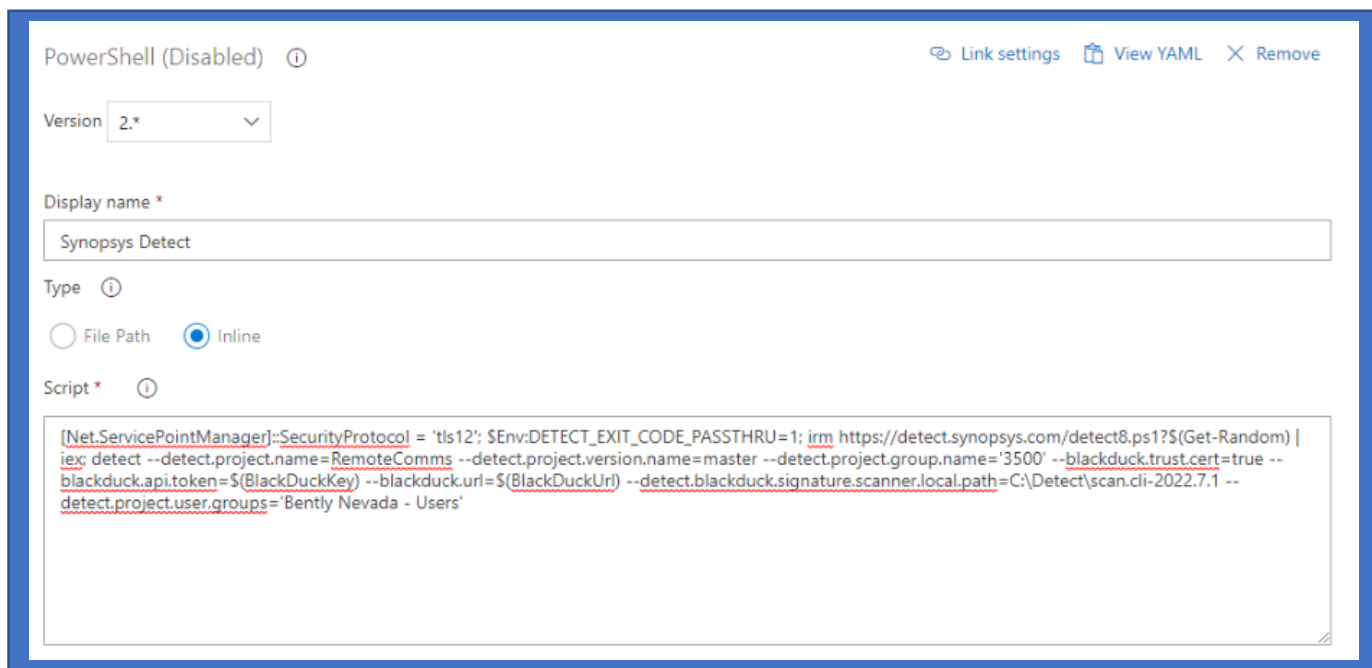 PowerShell (Disabled)
Link settings View YAML Remove
Version 2.*
Display name *
Synopsys Detect
Type
File Path Inline
Script *
[Net.ServicePointManager]::SecurityProtocol = 'tls12'; $Env:DETECT_EXIT_CODE_PASSTHRU=1; irm https://detect.synopsys.com/detect8.ps1?$(Get-Random) |
iex; detect --detect.project.name=RemoteComms --detect.project.version.name=master --detect.project.group.name='3500' --blackduck.trust.cert=true --
blackduck.api.token=$(BlackDuckKey) --blackduck.url=$(BlackDuckUrl) --detect.blackduck.signature.scanner.local.path=C:\Detect\scan.cli-2022.7.1 --
detect.project.user.groups='Bently Nevada - Users'